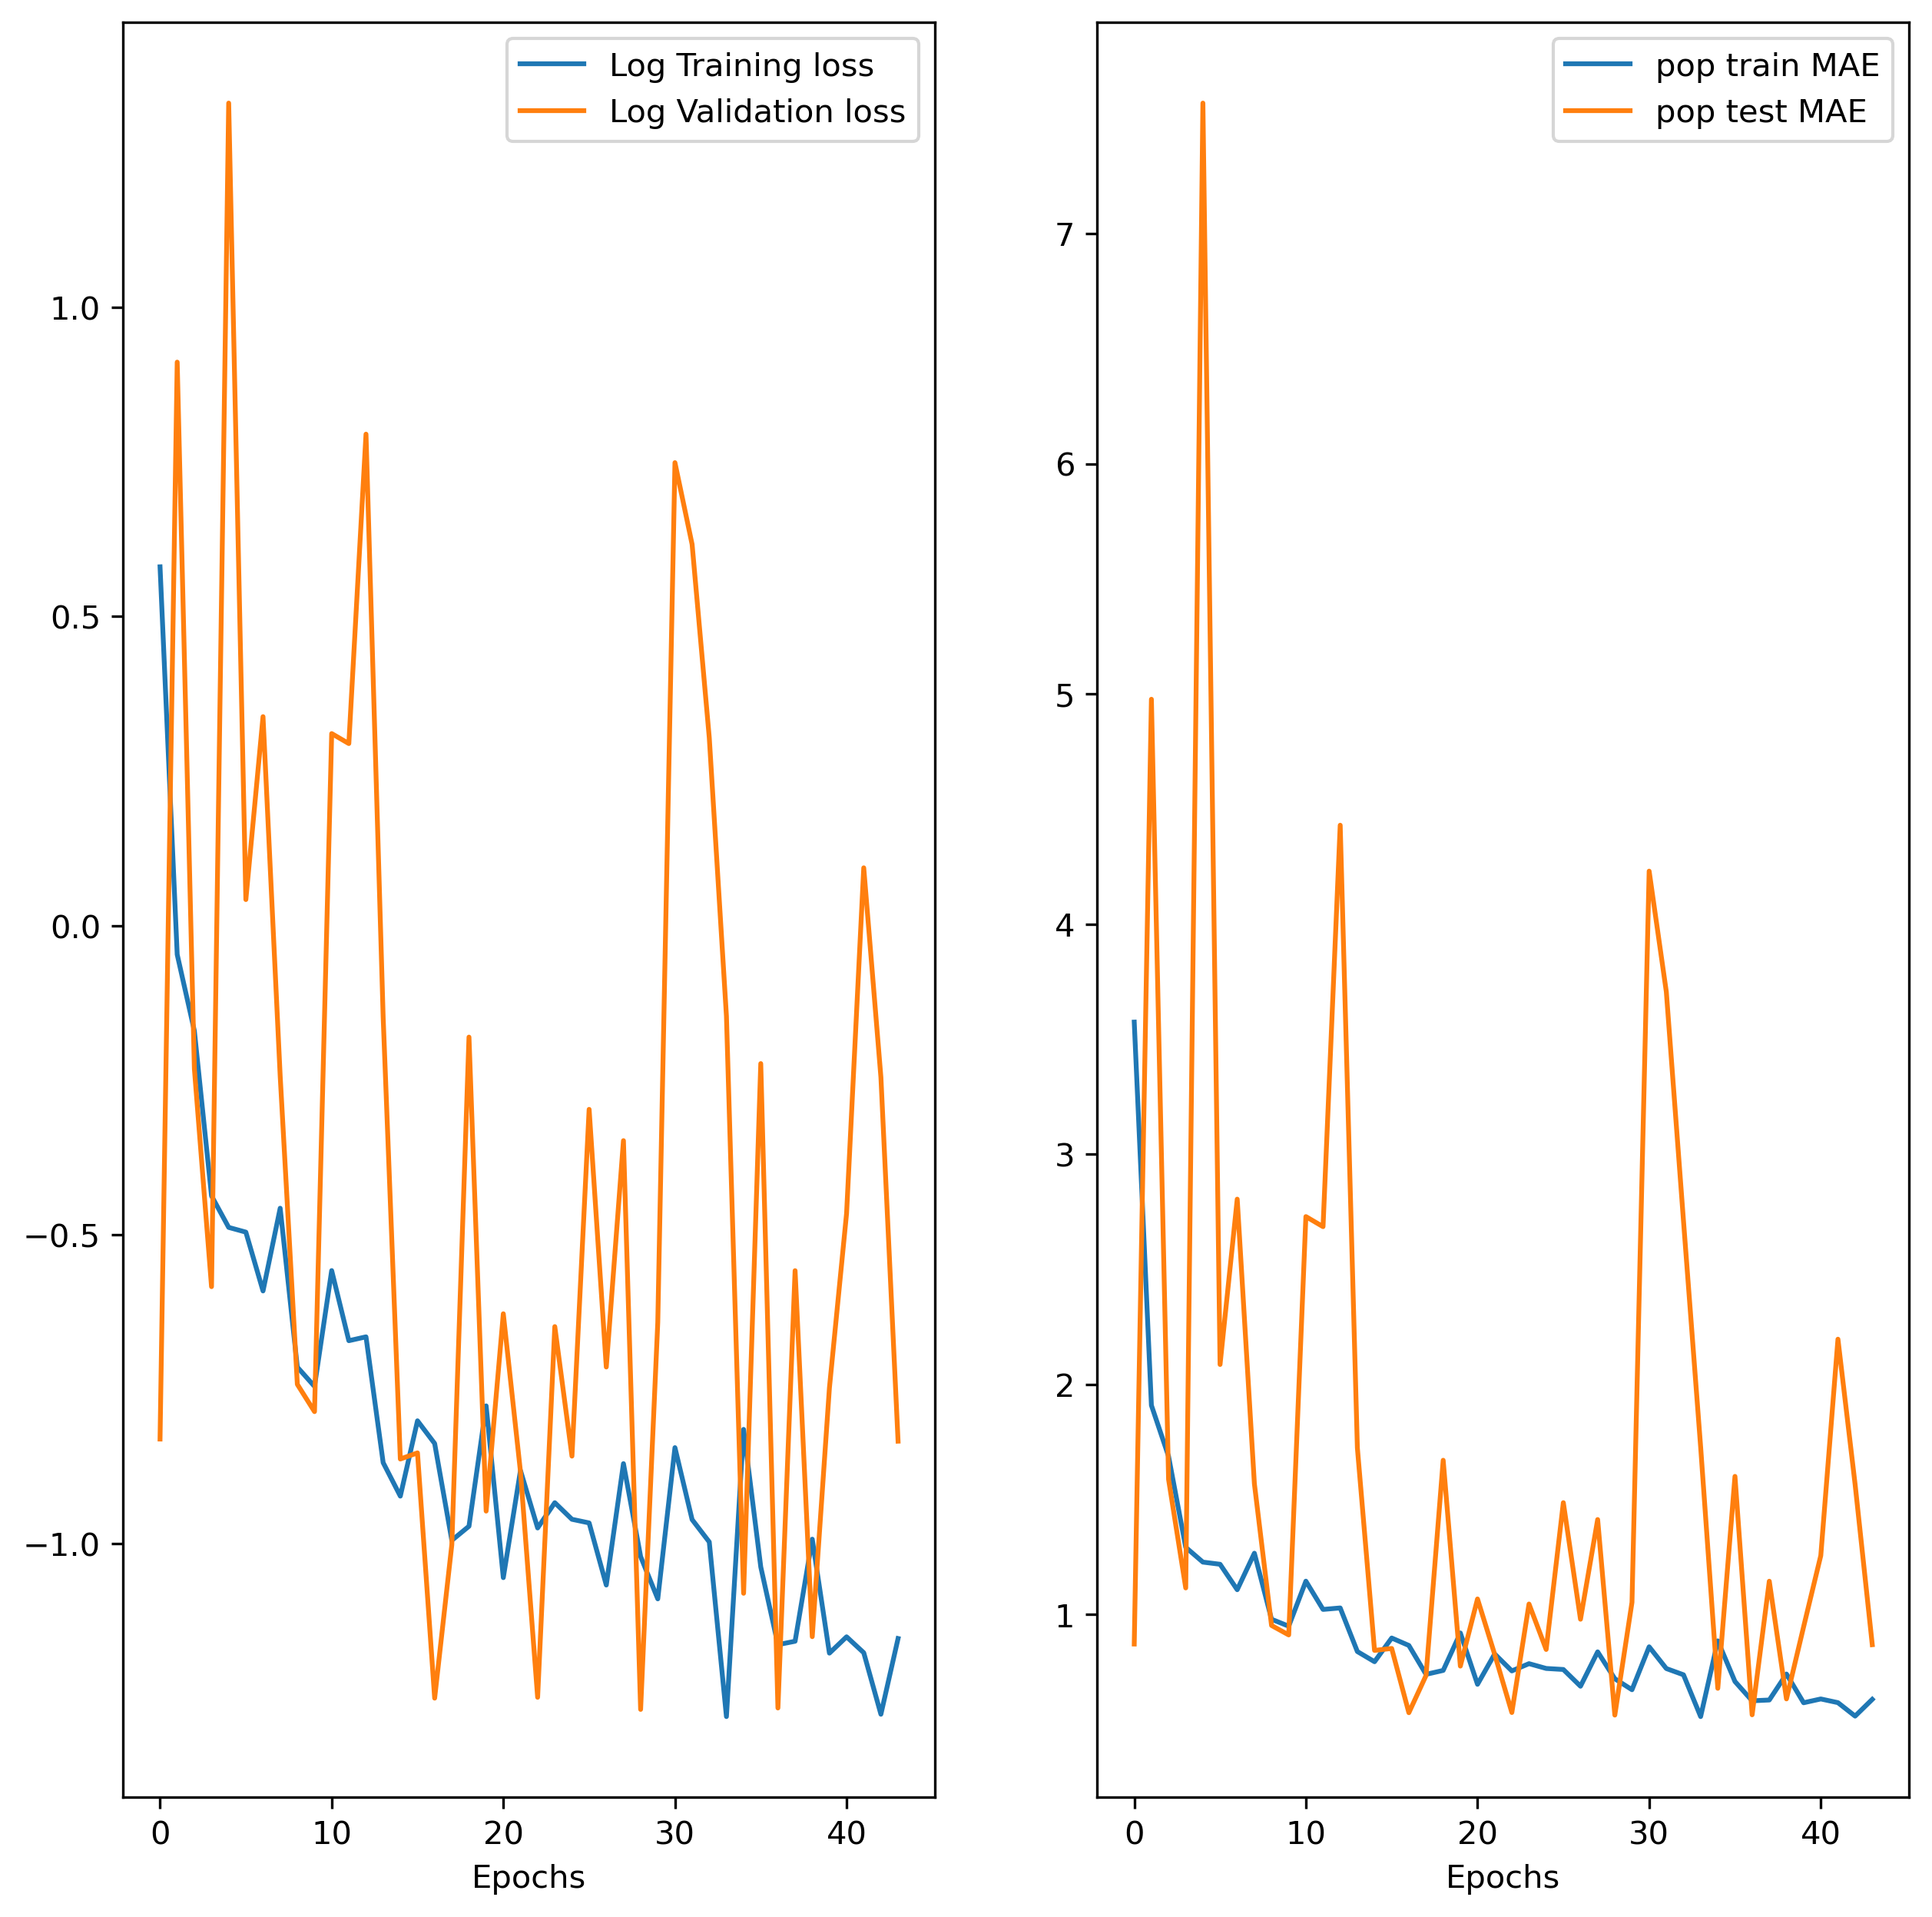 Log Training loss
Log Validation loss
1.0
0.5
0.0
−0.5
−1.0
0 10 20 30 40
Epochs
pop train MAE
pop test MAE
7
6
5
4
3
2
1
0 10 20 30 40
Epochs